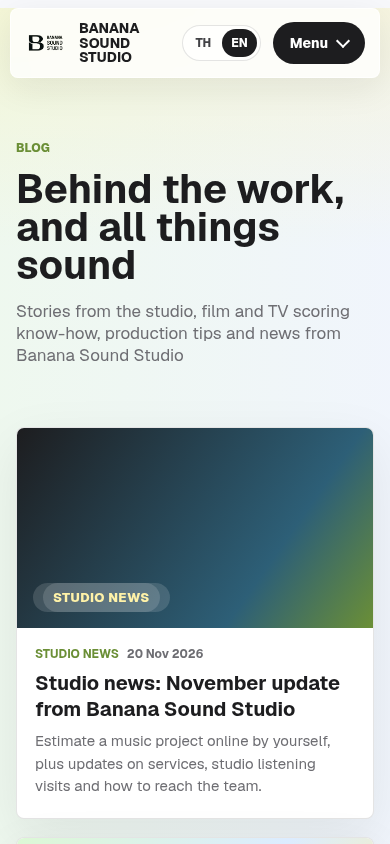 B BANANA SOUND STUDIO
BANANA
SOUND
STUDIO
TH EN
Menu
BLOG
Behind the work,
and all things
sound
Stories from the studio, film and TV scoring
know-how, production tips and news from
Banana Sound Studio
STUDIO NEWS
STUDIO NEWS 20 Nov 2026
Studio news: November update
from Banana Sound Studio
Estimate a music project online by yourself,
plus updates on services, studio listening
visits and how to reach the team.